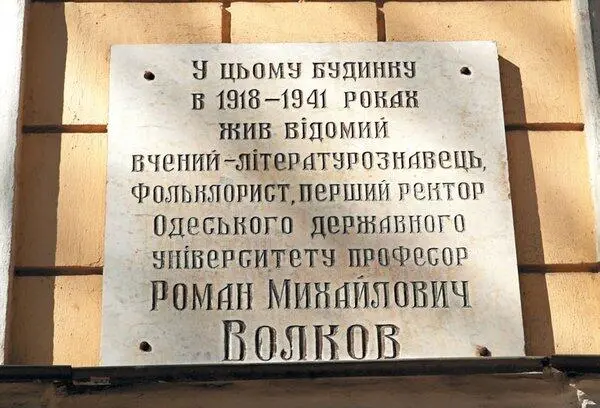 У цьому будинку
в 1918–1941 роках
жив відомий
вчений-літературознавець,
фольклорист, перший ректор
Одеського державного
університету професор
Роман Михайлович
Волков